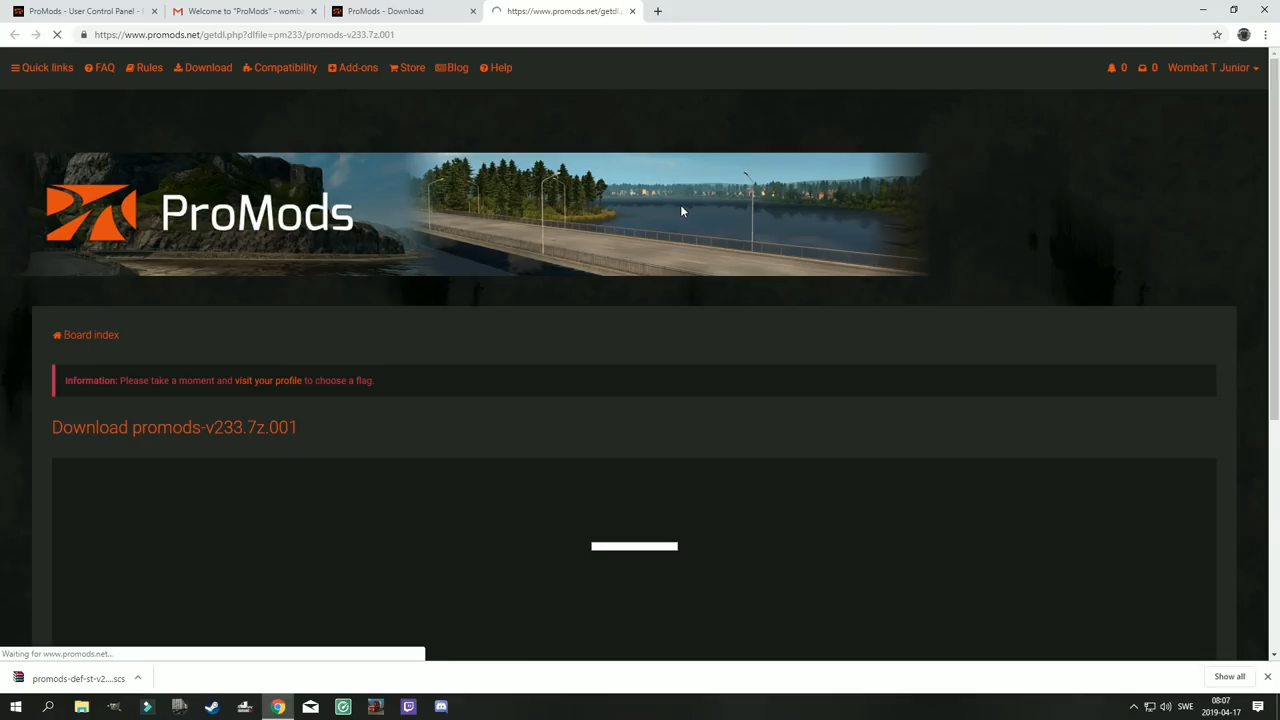 ProMods - User Control Panel - 
Welcome to "ProMods" - womb
ProMods - Download
https://www.promods.net/getdl
https://www.promods.net/getdl.php?dlfile=pm233/promods-v233.7z.001
Quick links FAQ Rules Download Compatibility Add-ons Store Blog Help 0 0 Wombat T Junior
ProMods
Board index
Information: Please take a moment and visit your profile to choose a flag.
Download promods-v233.7z.001
Waiting for www.promods.net...
promods-def-st-v2....scs
Show all
SWE
08:07
2019-04-17